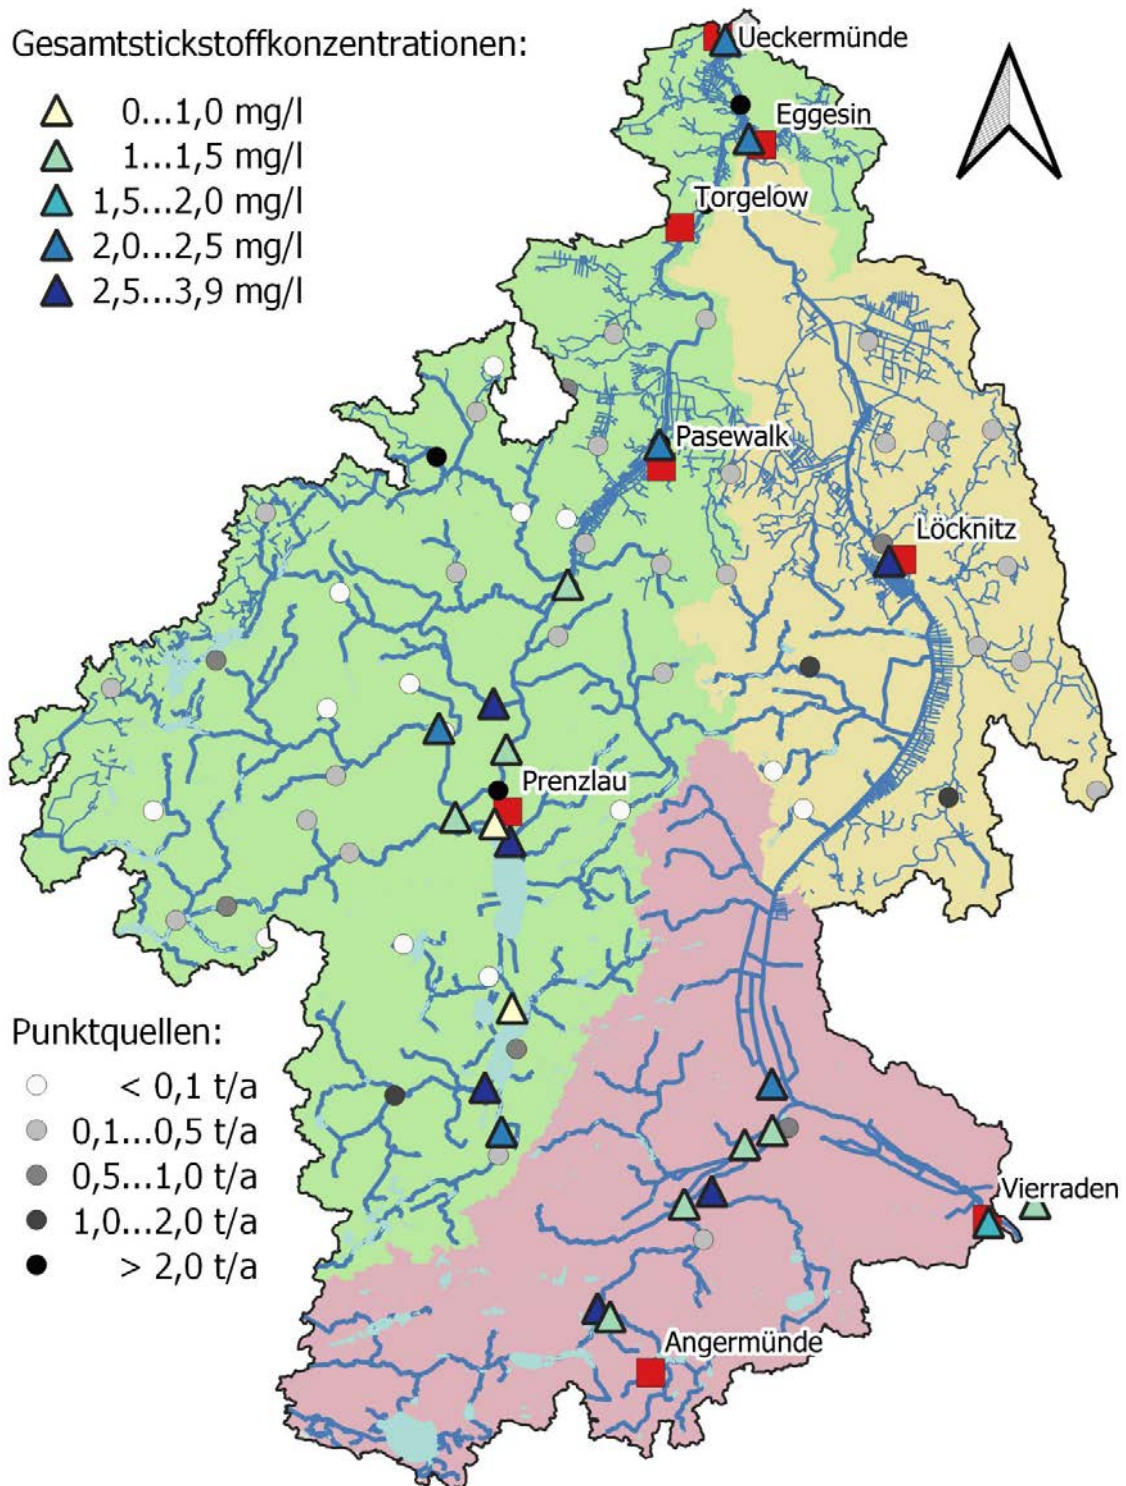 Gesamtstickstoffkonzentrationen:
0...1,0 mg/l
1...1,5 mg/l
1,5...2,0 mg/l
2,0...2,5 mg/l
2,5...3,9 mg/l
Ueckermünde
Eggesin
Torgelow
Pasewalk
Löcknitz
Prenzlau
Punktquellen:
< 0,1 t/a
0,1...0,5 t/a
0,5...1,0 t/a
1,0...2,0 t/a
> 2,0 t/a
Vierraden
Angermünde